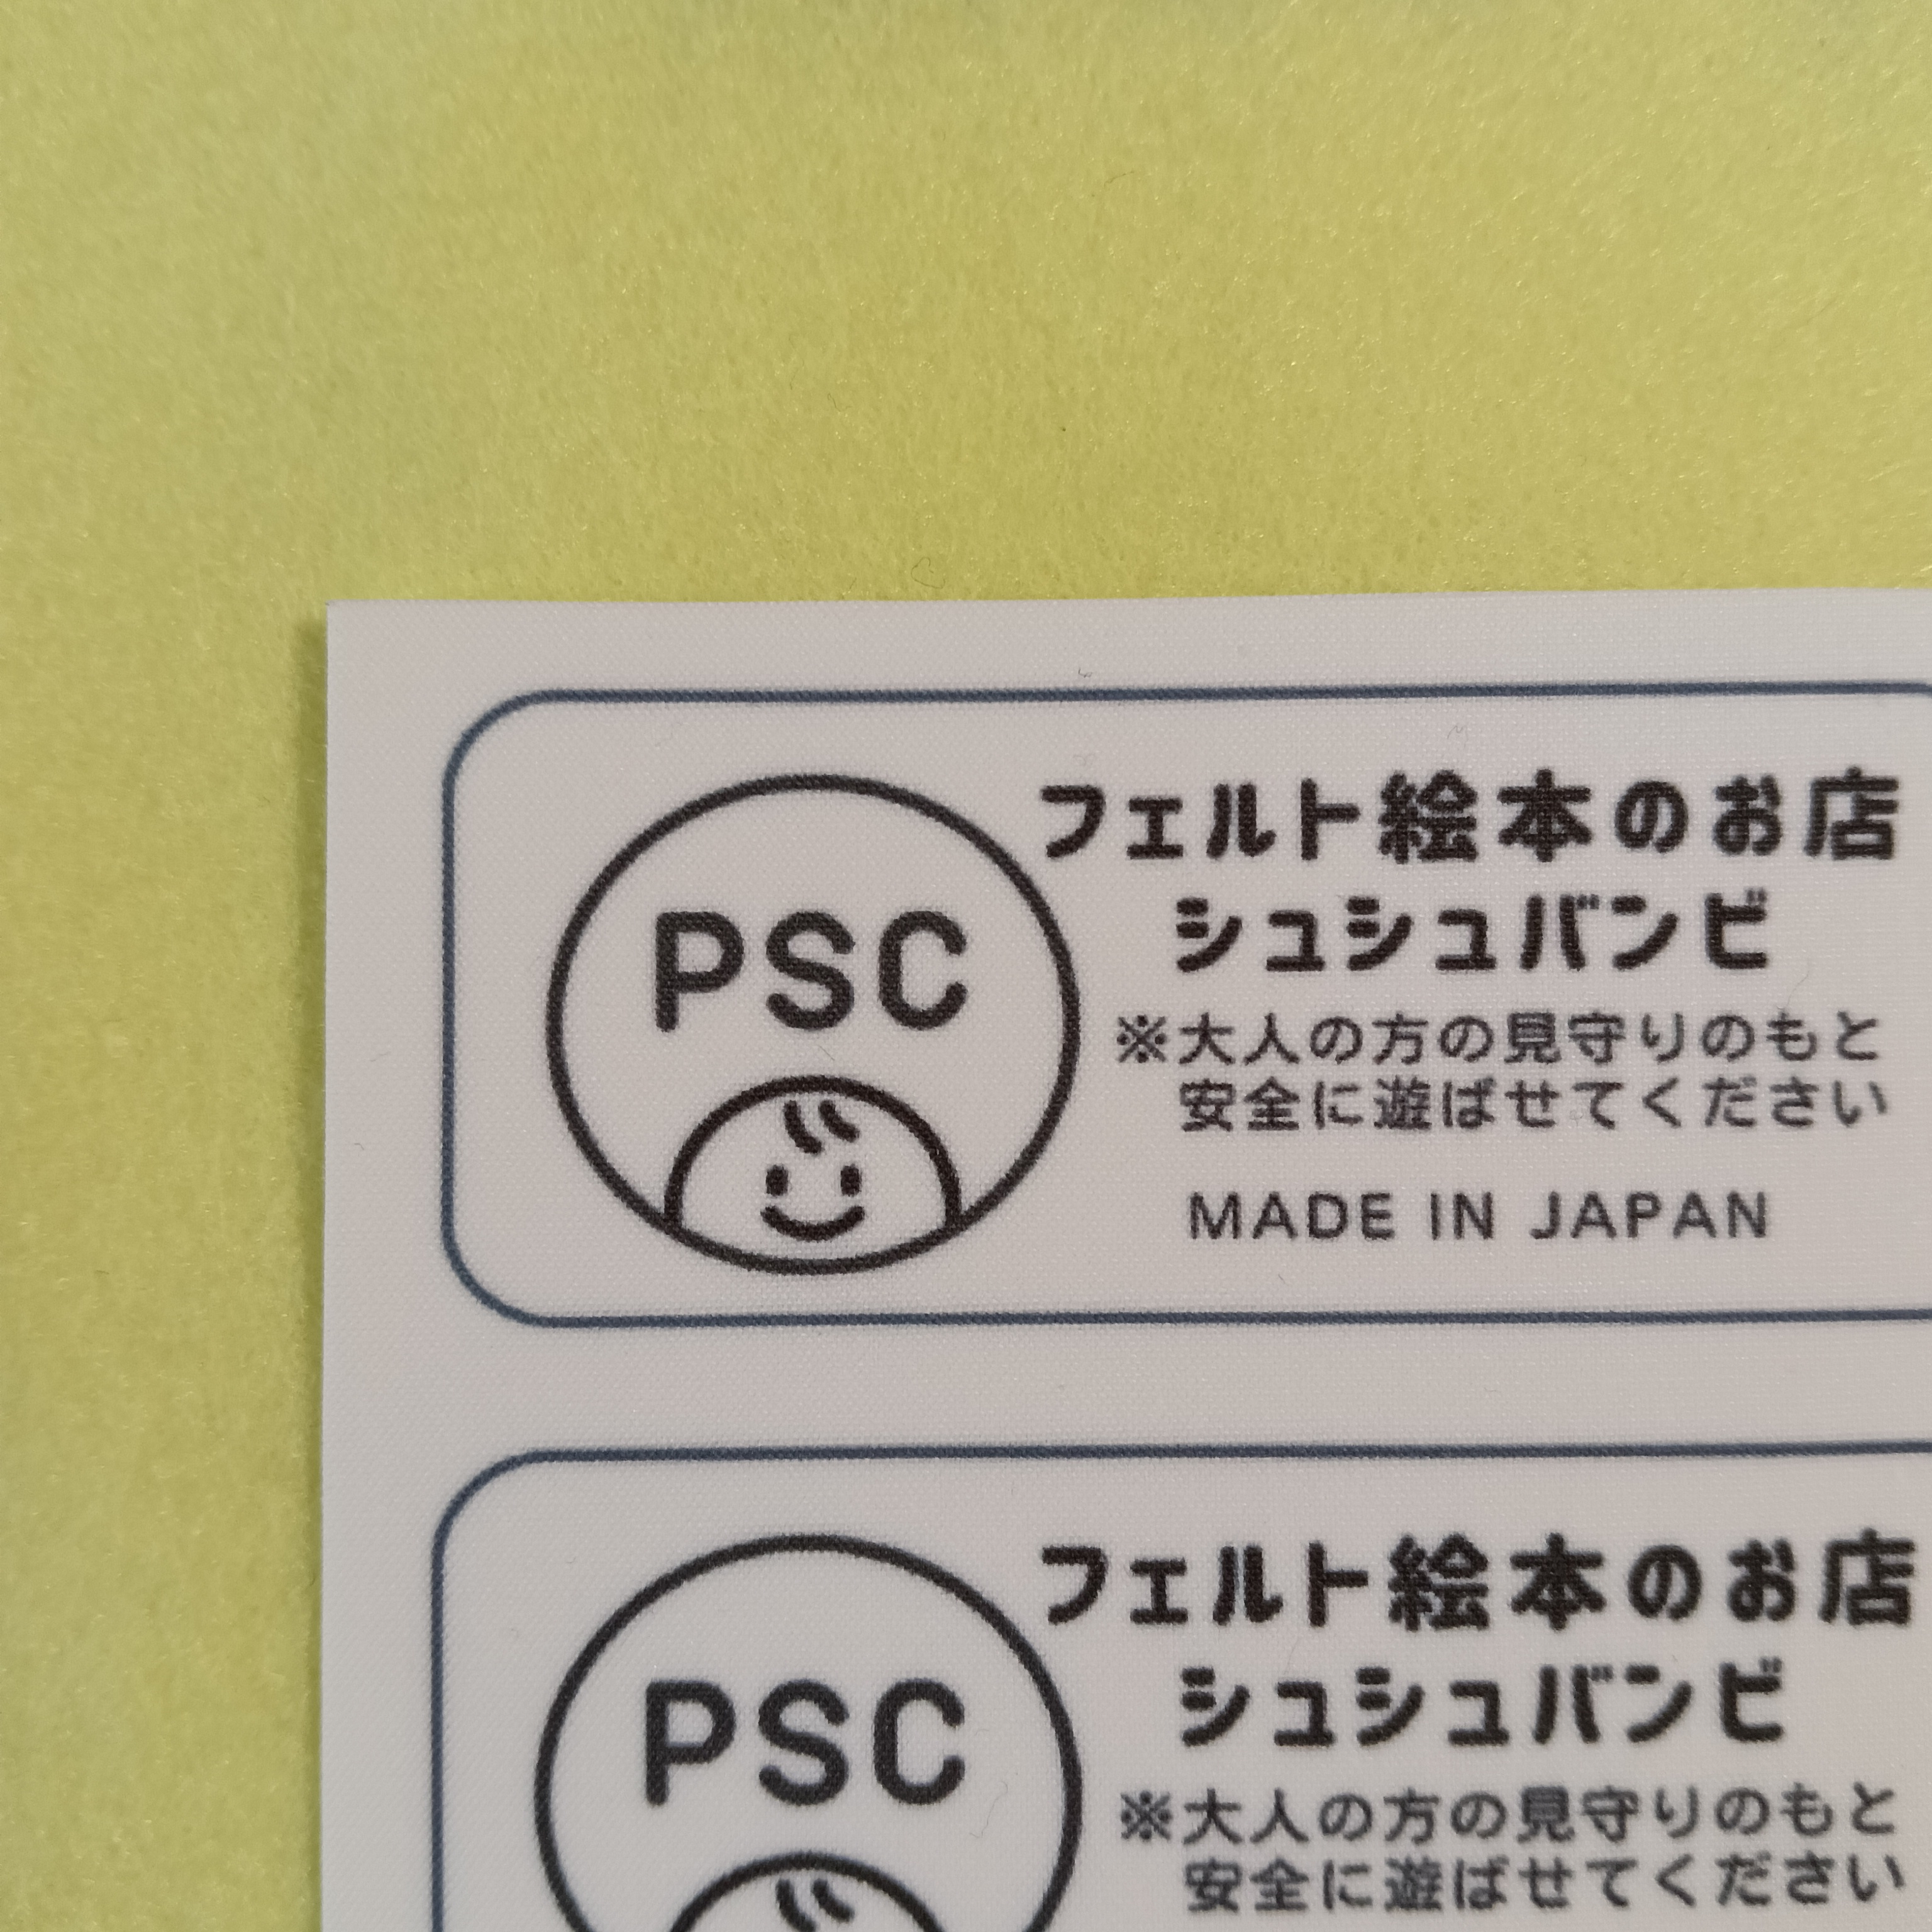 PSC
フェルト絵本のお店
シュシュバンビ
※大人の方の見守りのもと
安全に遊ばせてください
MADE IN JAPAN
PSC
フェルト絵本のお店
シュシュバンビ
※大人の方の見守りのもと
安全に遊ばせてください